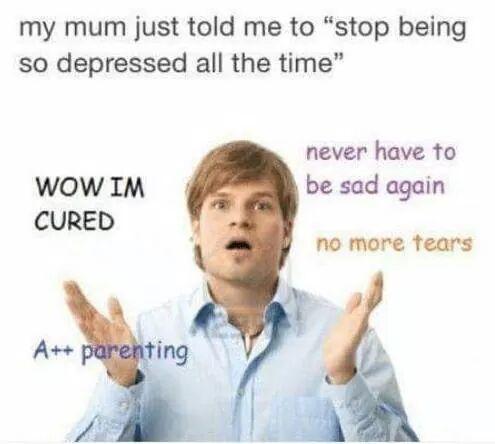 my mum just told me to “stop being
so depressed all the time”
never have to
be sad again
WOW IM
CURED
no more tears
A++ parenting